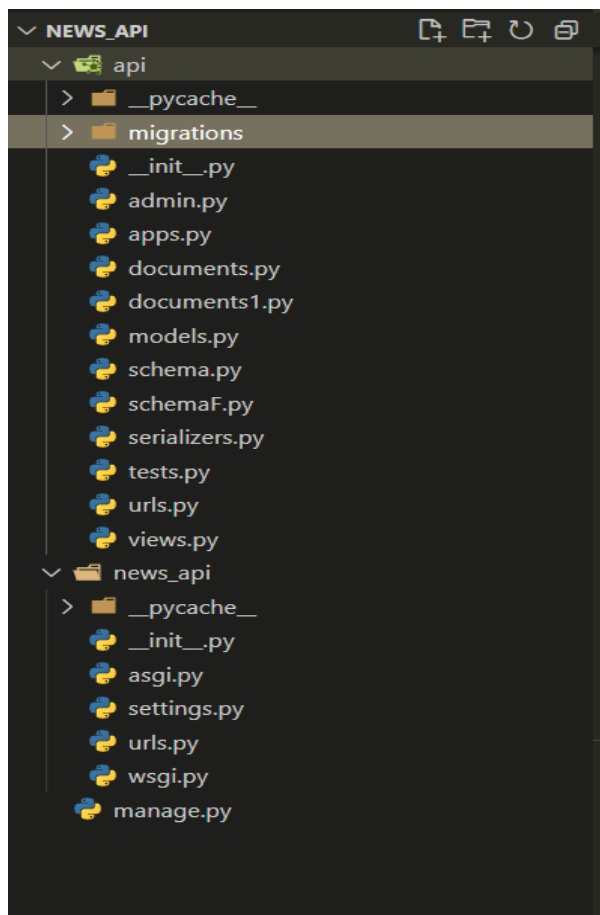 NEWS_API
api
__pycache__
migrations
__init__.py
admin.py
apps.py
documents.py
documents1.py
models.py
schema.py
schemaF.py
serializers.py
tests.py
urls.py
views.py
news_api
__pycache__
__init__.py
asgi.py
settings.py
urls.py
wsgi.py
manage.py